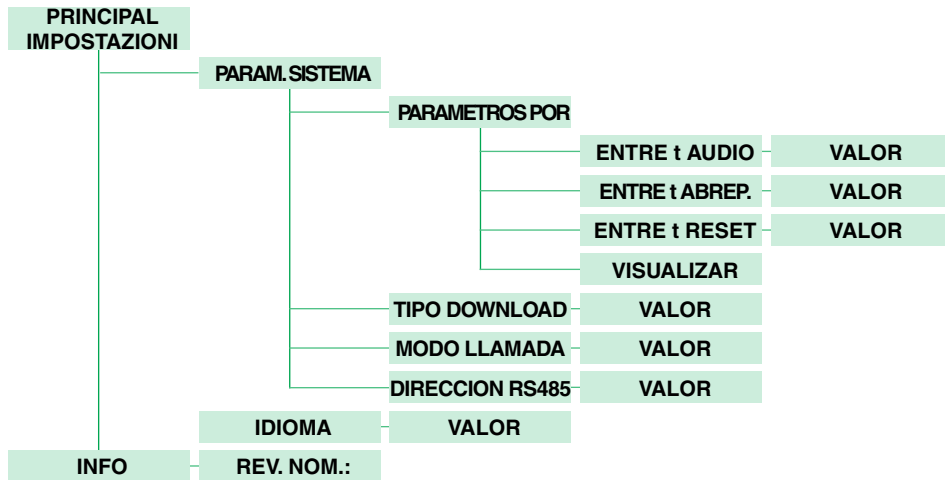 PRINCIPAL
IMPOSTAZIONI
PARAM. SISTEMA
PARAMETROS POR
ENTRE t AUDIO
VALOR
ENTRE t ABREP.
VALOR
ENTRE t RESET
VALOR
VISUALIZAR
TIPO DOWNLOAD
VALOR
MODO LLAMADA
VALOR
DIRECCION RS485
VALOR
IDIOMA
VALOR
INFO
REV. NOM.: